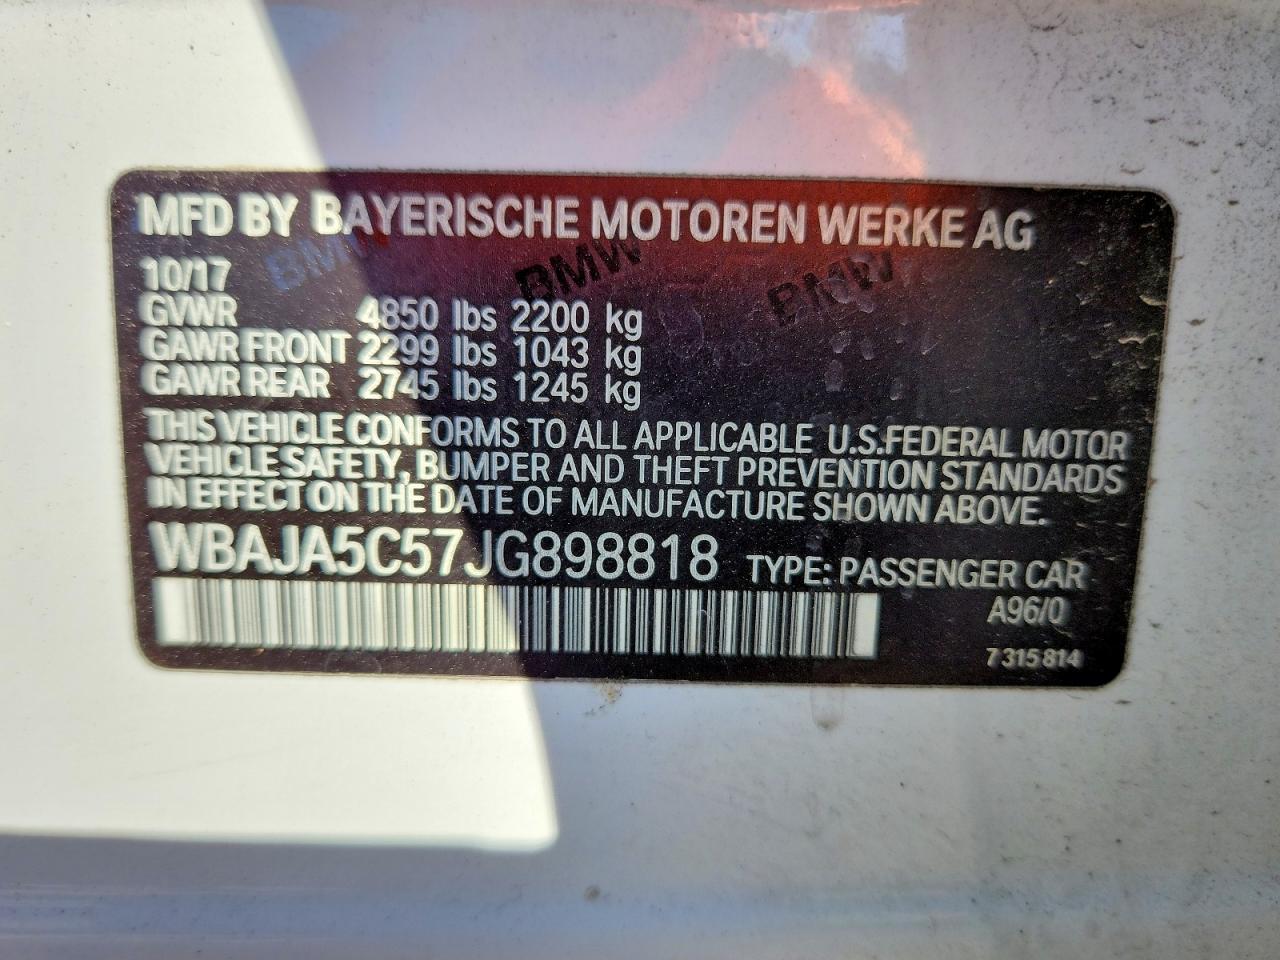 MFD BY BAYERISCHE MOTOREN WERKE AG
BMW BMW BMW
10/17
GVWR 4850 lbs 2200 kg
GAWR FRONT 2299 lbs 1043 kg
GAWR REAR 2745 lbs 1245 kg
THIS VEHICLE CONFORMS TO ALL APPLICABLE U.S.FEDERAL MOTOR
VEHICLE SAFETY, BUMPER AND THEFT PREVENTION STANDARDS
IN EFFECT ON THE DATE OF MANUFACTURE SHOWN ABOVE.
WBAJA5C57JG898818 TYPE: PASSENGER CAR
A96/0
7 315 814